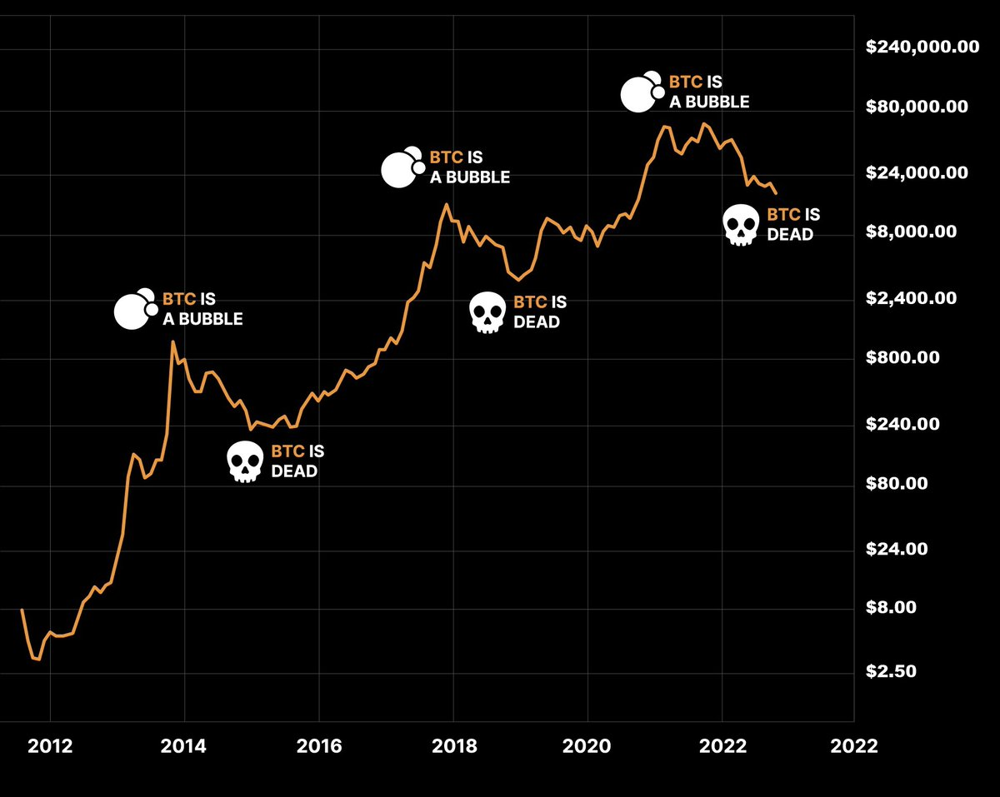 $240,000.00
BTC IS
A BUBBLE
$80,000.00
BTC IS
A BUBBLE
$24,000.00
BTC IS
DEAD
$8,000.00
BTC IS
A BUBBLE
BTC IS
DEAD
$2,400.00
$800.00
$240.00
BTC IS
DEAD
$80.00
$24.00
$8.00
$2.50
2012
2014
2016
2018
2020
2022
2022